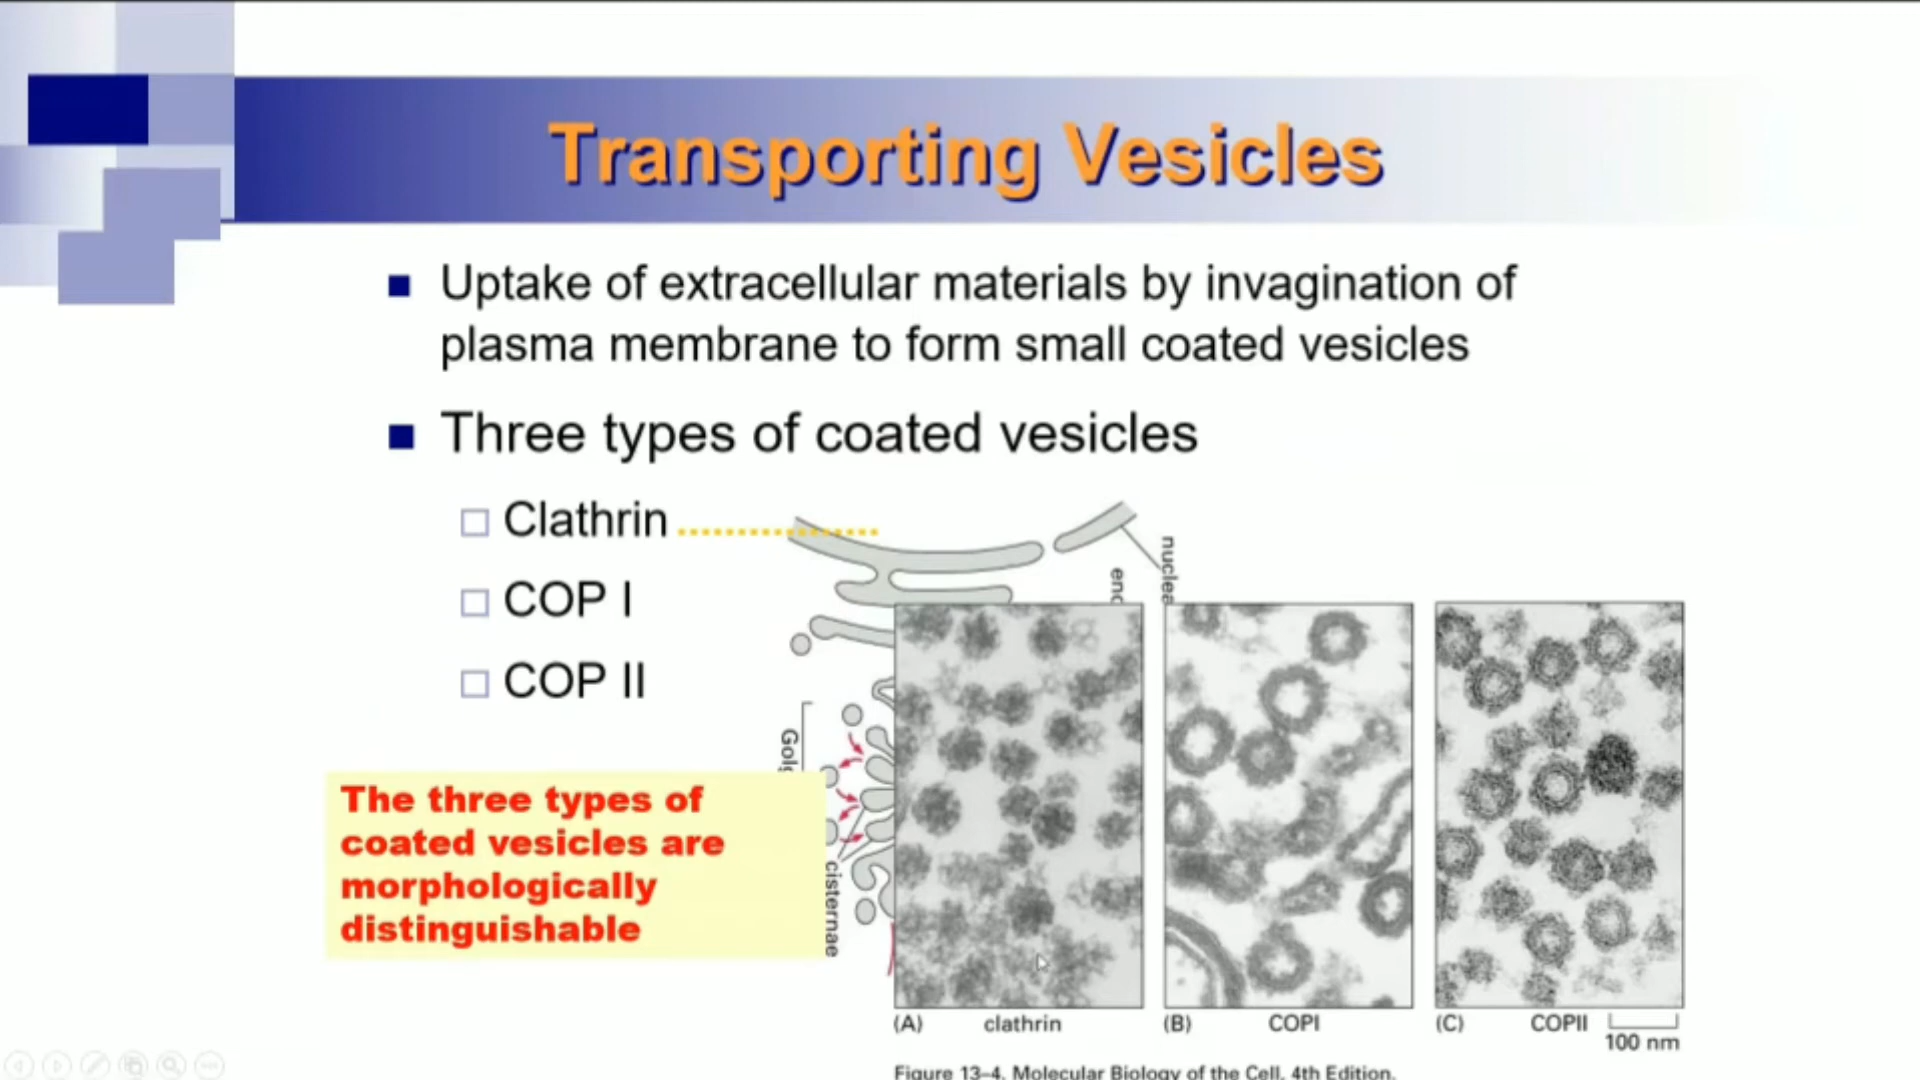 Transporting Vesicles
Uptake of extracellular materials by invagination of
plasma membrane to form small coated vesicles
Three types of coated vesicles
Clathrin
COP I
COP II
The three types of
coated vesicles are
morphologically
distinguishable
cisternae
(A) clathrin
(B) COPI
(C) COPII
100 nm
Figure 13–4. Molecular Biology of the Cell, 4th Edition.